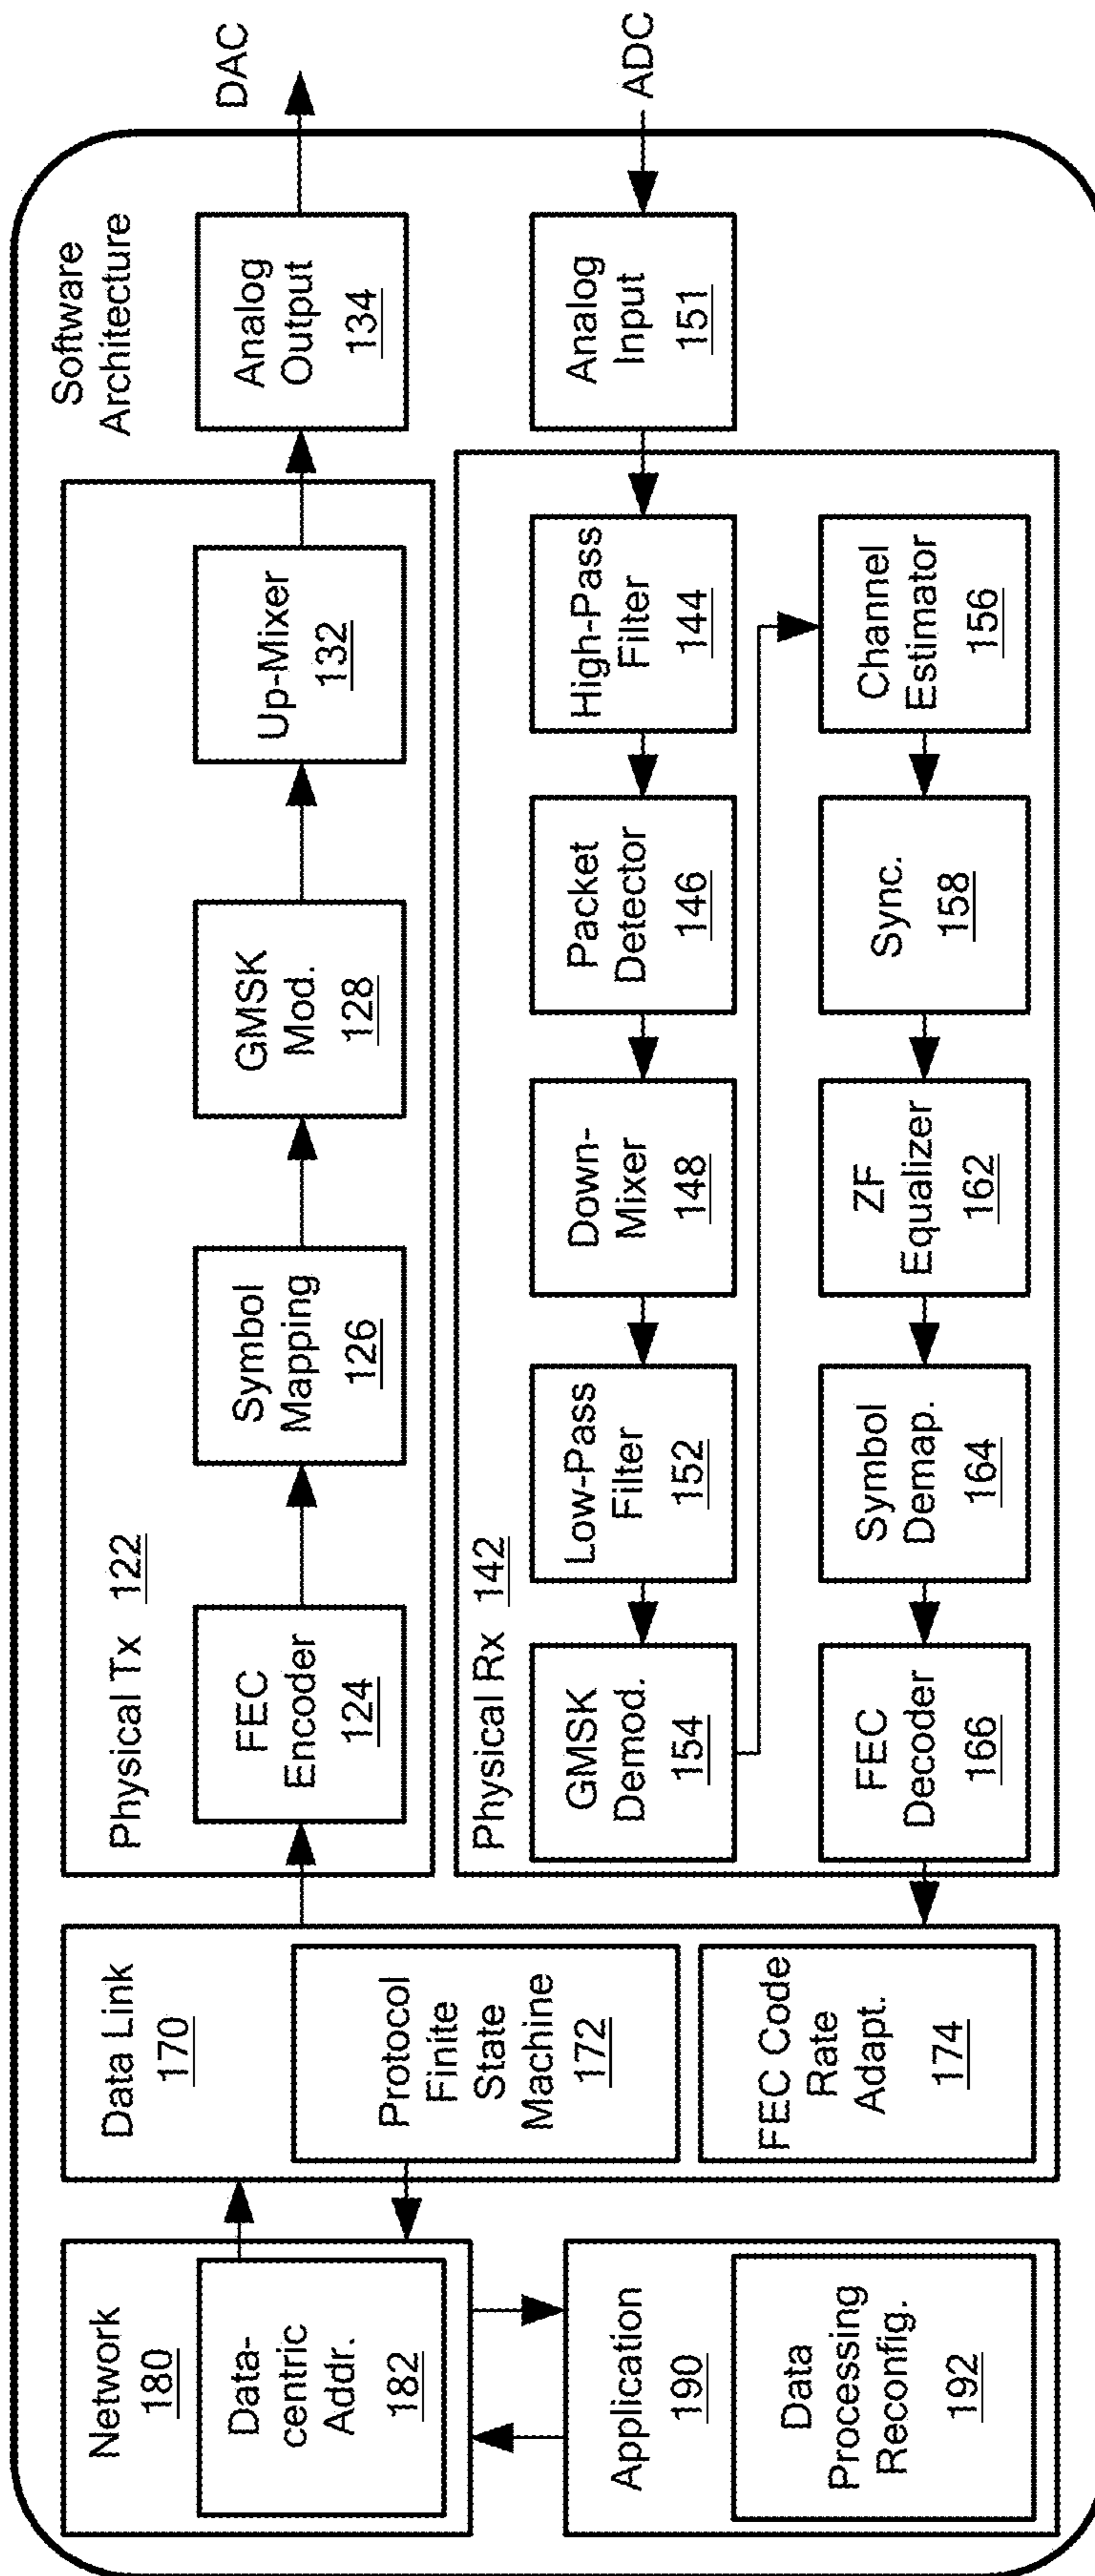 Software
Architecture
DAC
ADC
Network
180
Data-
centric
Addr.
182
Application
190
Data
Processing
Reconfig.
192
Data Link
170
Protocol
Finite
State
Machine
172
FEC Code
Rate
Adapt.
174
Physical Tx 122
FEC
Encoder
124
Symbol
Mapping
126
GMSK
Mod.
128
Up-Mixer
132
Analog
Output
134
Physical Rx 142
Analog
Input
151
High-Pass
Filter
144
Packet
Detector
146
Down-
Mixer
148
Low-Pass
Filter
152
GMSK
Demod.
154
Channel
Estimator
156
Sync.
158
ZF
Equalizer
162
Symbol
Demap.
164
FEC
Decoder
166